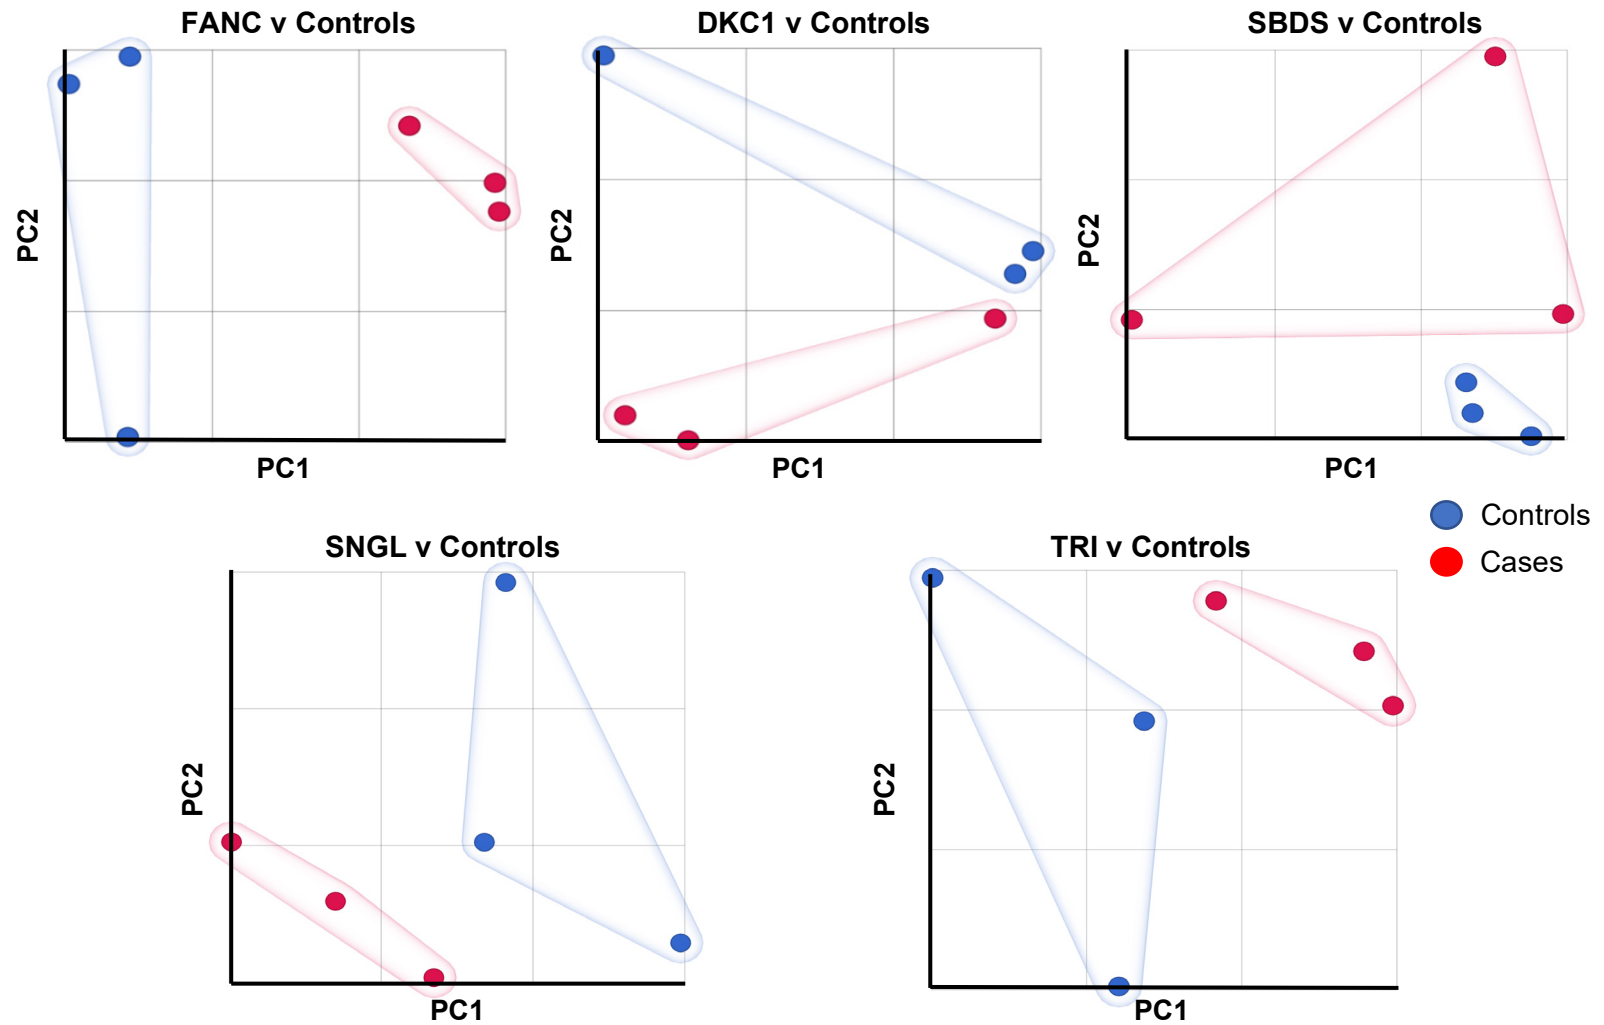 FANC v Controls
DKC1 v Controls
SBDS v Controls
PC2
PC2
PC2
PC1
PC1
PC1
Controls
Cases
SNGL v Controls
TRI v Controls
PC2
PC2
PC1
PC1